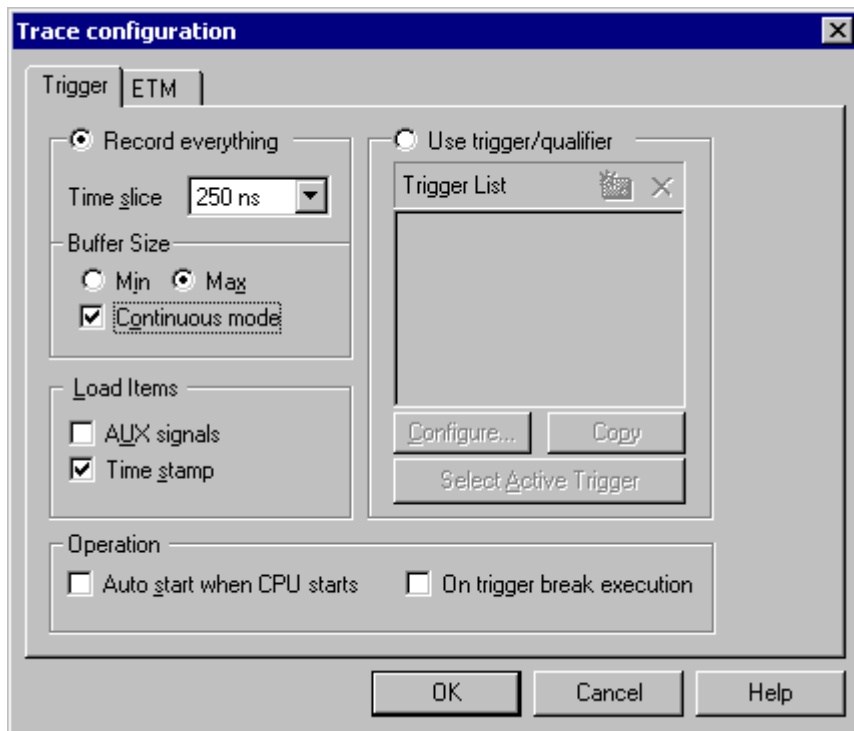 Trace configuration
Trigger
ETM
Record everything
Time slice
250 ns
Buffer Size
Min
Max
Continuous mode
Load Items
AUX signals
Time stamp
Use trigger/qualifier
Trigger List
Configure...
Copy
Select Active Trigger
Operation
Auto start when CPU starts
On trigger break execution
OK
Cancel
Help